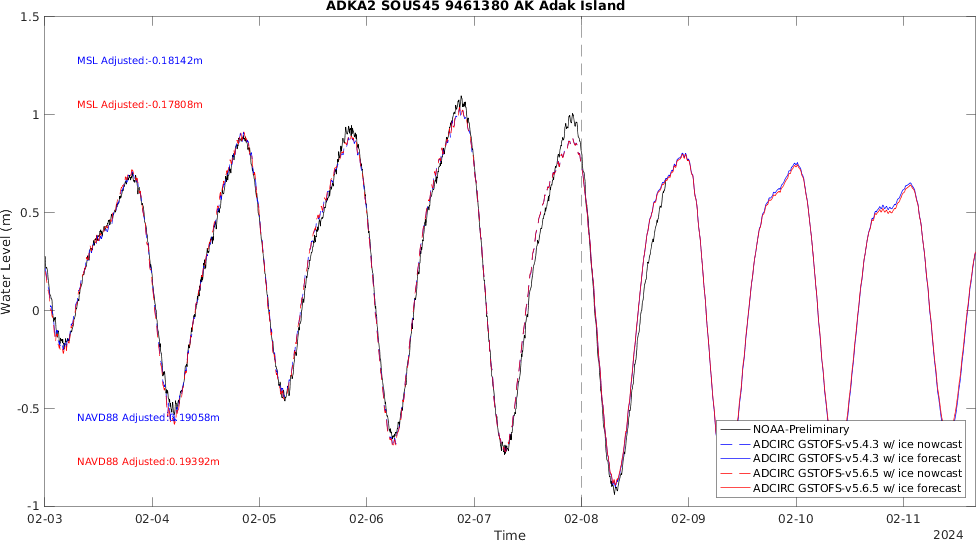 ADKA2 SOUS45 9461380 AK Adak Island
1.5
1
0.5
0
-0.5
-1
Water Level (m)
MSL Adjusted:-0.18142m
MSL Adjusted:-0.17808m
NAVD88 Adjusted:0.19058m
NAVD88 Adjusted:0.19392m
NOAA-Preliminary
ADCIRC GSTOFS-v5.4.3 w/ ice nowcast
ADCIRC GSTOFS-v5.4.3 w/ ice forecast
ADCIRC GSTOFS-v5.6.5 w/ ice nowcast
ADCIRC GSTOFS-v5.6.5 w/ ice forecast
02-03 02-04 02-05 02-06 02-07 02-08 02-09 02-10 02-11
Time
2024